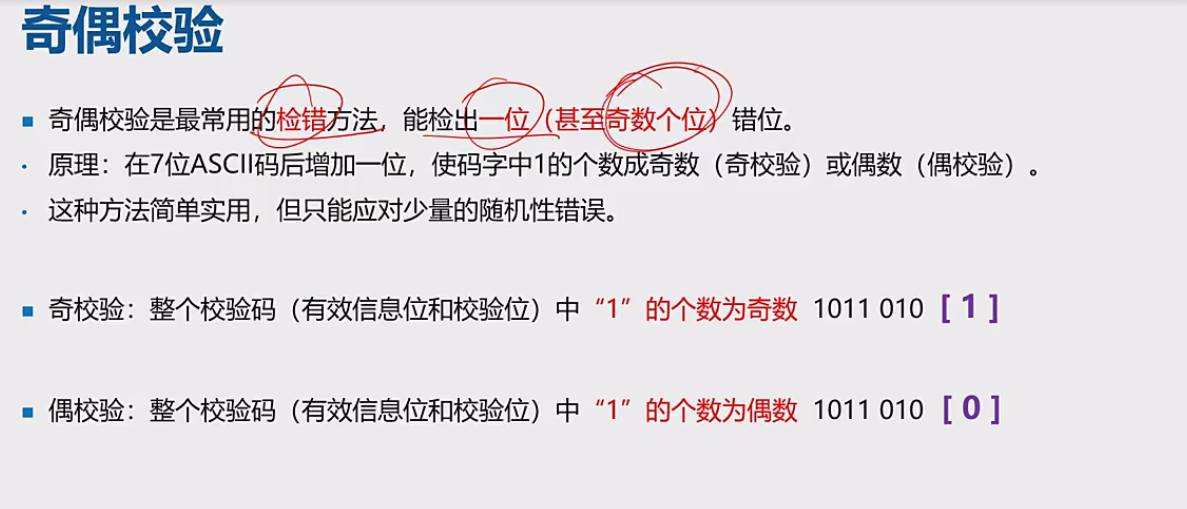 奇偶校验
▪ 奇偶校验是最常用的检错方法，能检出一位（甚至奇数个位）错位。
· 原理：在7位ASCII码后增加一位，使码字中1的个数成奇数（奇校验）或偶数（偶校验）。
· 这种方法简单实用，但只能应对少量的随机性错误。
▪ 奇校验：整个校验码（有效信息位和校验位）中“1”的个数为奇数 1011 010 [ 1 ]
▪ 偶校验：整个校验码（有效信息位和校验位）中“1”的个数为偶数 1011 010 [ 0 ]